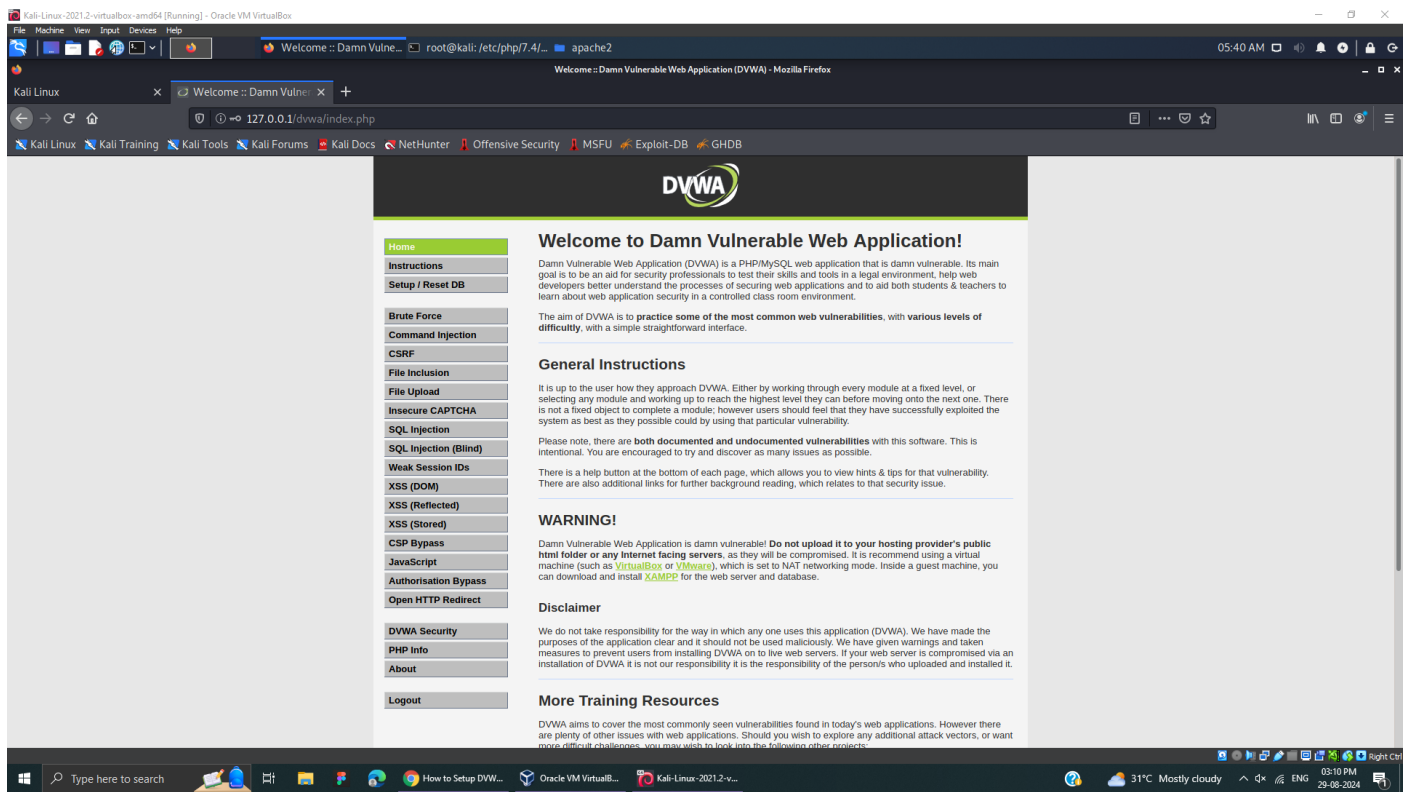 Kali-Linux-2021.2-virtualbox-amd64 [Running] - Oracle VM VirtualBox
File Machine View Input Devices Help
Welcome :: Damn Vulne... root@kali: /etc/php/7.4/... apache2 05:40 AM
Welcome :: Damn Vulnerable Web Application (DVWA) - Mozilla Firefox
Kali Linux Welcome :: Damn Vulner
127.0.0.1/dvwa/index.php
Kali Linux Kali Training Kali Tools Kali Forums Kali Docs NetHunter Offensive Security MSFU Exploit-DB GHDB
DVWA
Home
Instructions
Setup / Reset DB
Brute Force
Command Injection
CSRF
File Inclusion
File Upload
Insecure CAPTCHA
SQL Injection
SQL Injection (Blind)
Weak Session IDs
XSS (DOM)
XSS (Reflected)
XSS (Stored)
CSP Bypass
JavaScript
Authorisation Bypass
Open HTTP Redirect
DVWA Security
PHP Info
About
Logout
Welcome to Damn Vulnerable Web Application!
Damn Vulnerable Web Application (DVWA) is a PHP/MySQL web application that is damn vulnerable. Its main
goal is to be an aid for security professionals to test their skills and tools in a legal environment, help web
developers better understand the processes of securing web applications and to aid both students & teachers to
learn about web application security in a controlled class room environment.
The aim of DVWA is to practice some of the most common web vulnerabilities, with various levels of
difficultly, with a simple straightforward interface.
General Instructions
It is up to the user how they approach DVWA. Either by working through every module at a fixed level, or
selecting any module and working up to reach the highest level they can before moving onto the next one. There
is not a fixed object to complete a module; however users should feel that they have successfully exploited the
system as best as they possible could by using that particular vulnerability.
Please note, there are both documented and undocumented vulnerabilities with this software. This is
intentional. You are encouraged to try and discover as many issues as possible.
There is a help button at the bottom of each page, which allows you to view hints & tips for that vulnerability.
There are also additional links for further background reading, which relates to that security issue.
WARNING!
Damn Vulnerable Web Application is damn vulnerable! Do not upload it to your hosting provider's public
html folder or any Internet facing servers, as they will be compromised. It is recommend using a virtual
machine (such as VirtualBox or VMware), which is set to NAT networking mode. Inside a guest machine, you
can download and install XAMPP for the web server and database.
Disclaimer
We do not take responsibility for the way in which any one uses this application (DVWA). We have made the
purposes of the application clear and it should not be used maliciously. We have given warnings and taken
measures to prevent users from installing DVWA on to live web servers. If your web server is compromised via an
installation of DVWA it is not our responsibility it is the responsibility of the person/s who uploaded and installed it.
More Training Resources
DVWA aims to cover the most commonly seen vulnerabilities found in today's web applications. However there
are plenty of other issues with web applications. Should you wish to explore any additional attack vectors, or want
more difficult challenges, you may wish to look into the following other projects:
Right Ctrl
Type here to search How to Setup DVW... Oracle VM VirtualB... Kali-Linux-2021.2-v... 31°C Mostly cloudy ENG 03:10 PM
29-08-2024